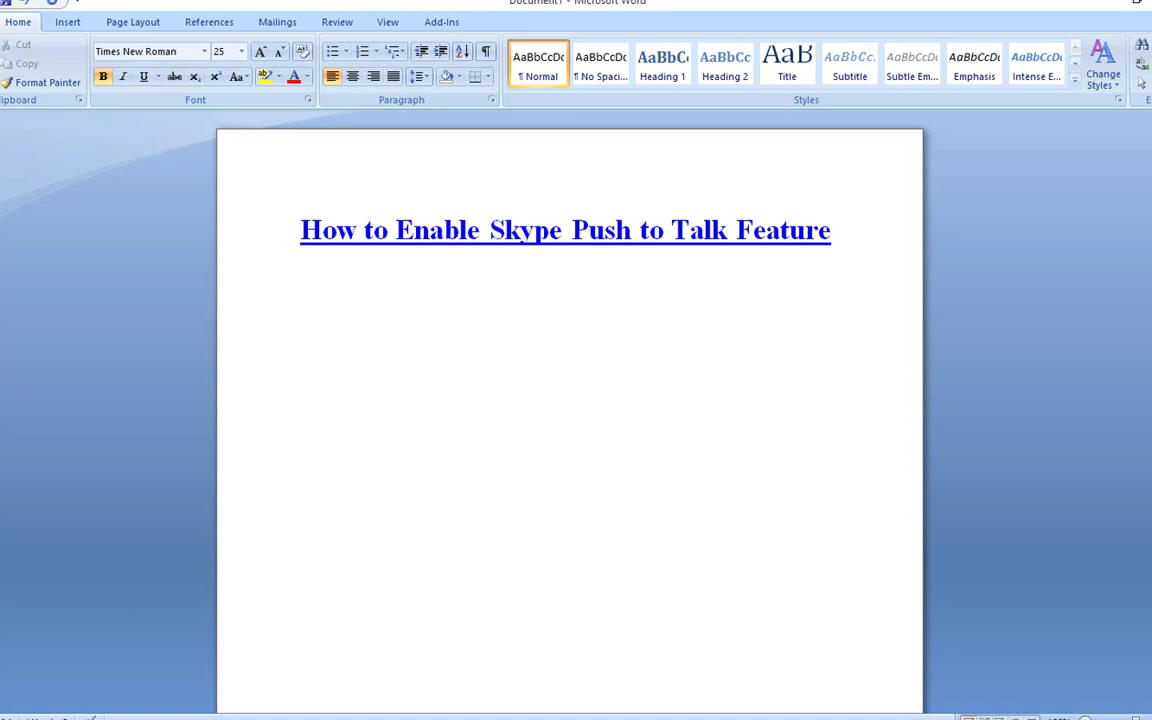 Document1 - Microsoft Word
Home Insert Page Layout References Mailings Review View Add-Ins
Cut
Copy
Format Painter
Times New Roman 25
AaBbCcDc AaBbCcDc AaBbC AaBbCc AaB AaBbCc. AaBbCcDc AaBbCcDc AaBbCcDc
¶ Normal ¶ No Spaci... Heading 1 Heading 2 Title Subtitle Subtle Em... Emphasis Intense E...
Change
Styles
lipboard Font Paragraph Styles E
How to Enable Skype Push to Talk Feature